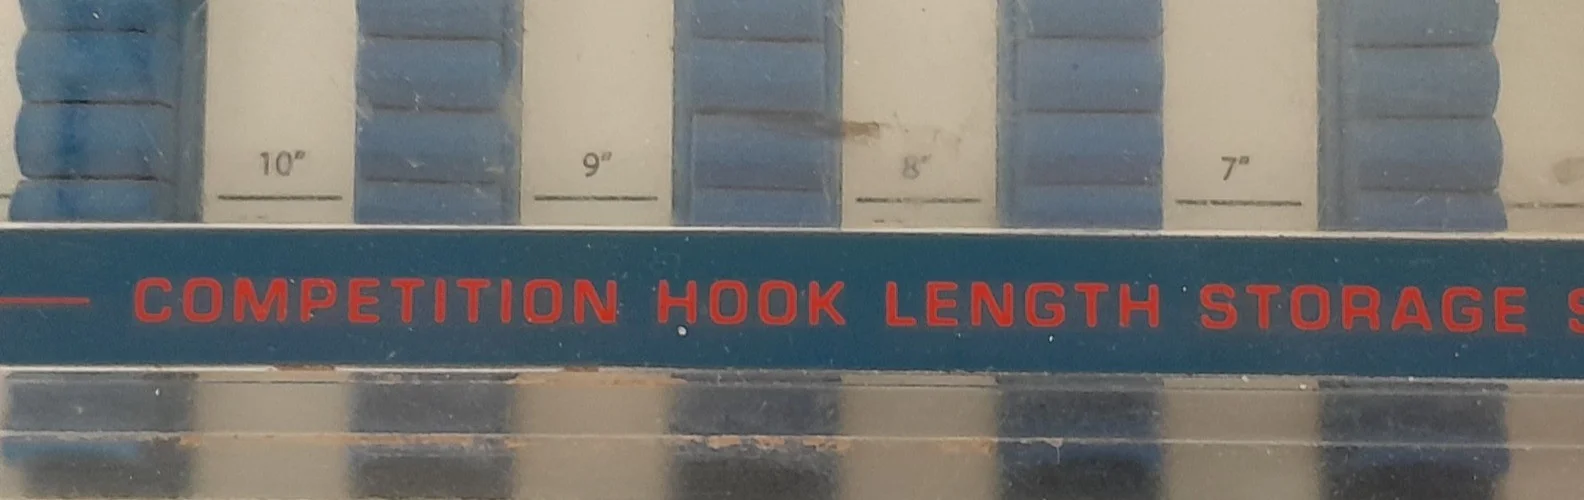 10" 9" 8" 7"
COMPETITION HOOK LENGTH STORAGE S